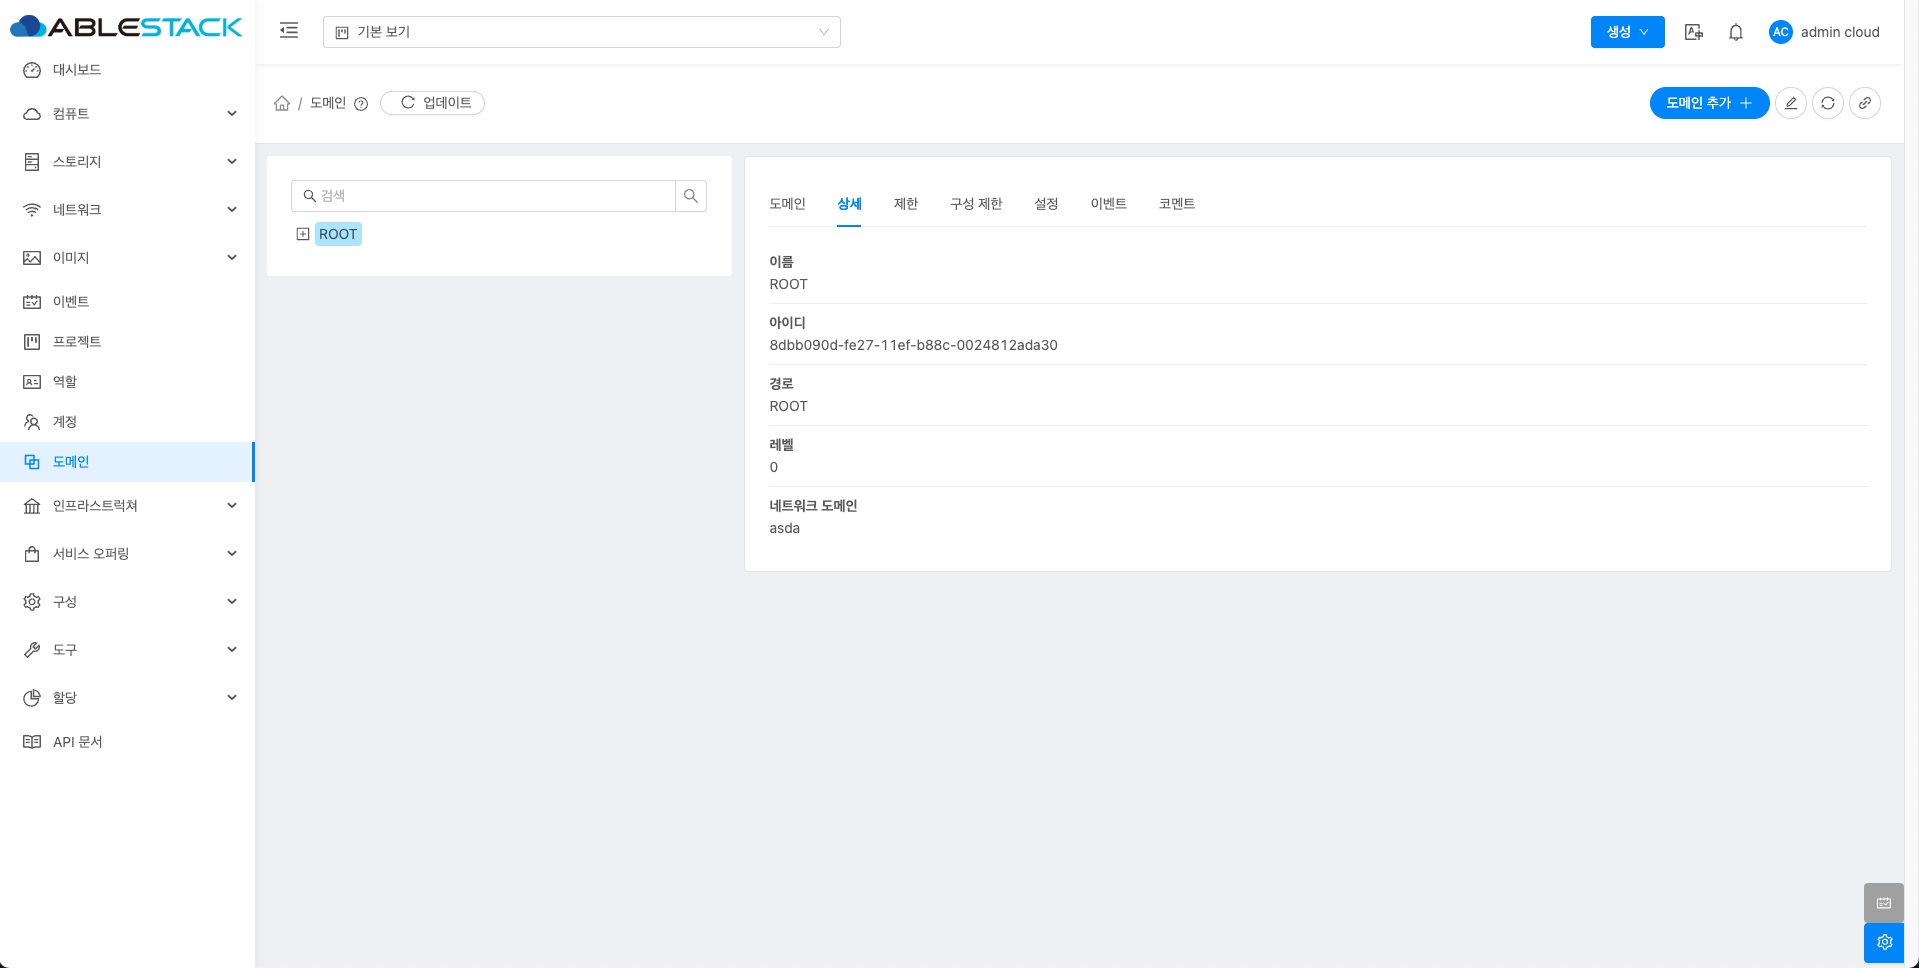 ABLESTACK
기본 보기
생성
AC
admin cloud
대시보드
컴퓨트
스토리지
네트워크
이미지
이벤트
프로젝트
역할
계정
도메인
인프라스트럭쳐
서비스 오퍼링
구성
도구
할당
API 문서
/ 도메인
업데이트
도메인 추가
검색
ROOT
도메인 상세 제한 구성 제한 설정 이벤트 코멘트
이름
ROOT
아이디
8dbb090d-fe27-11ef-b88c-0024812ada30
경로
ROOT
레벨
0
네트워크 도메인
asda